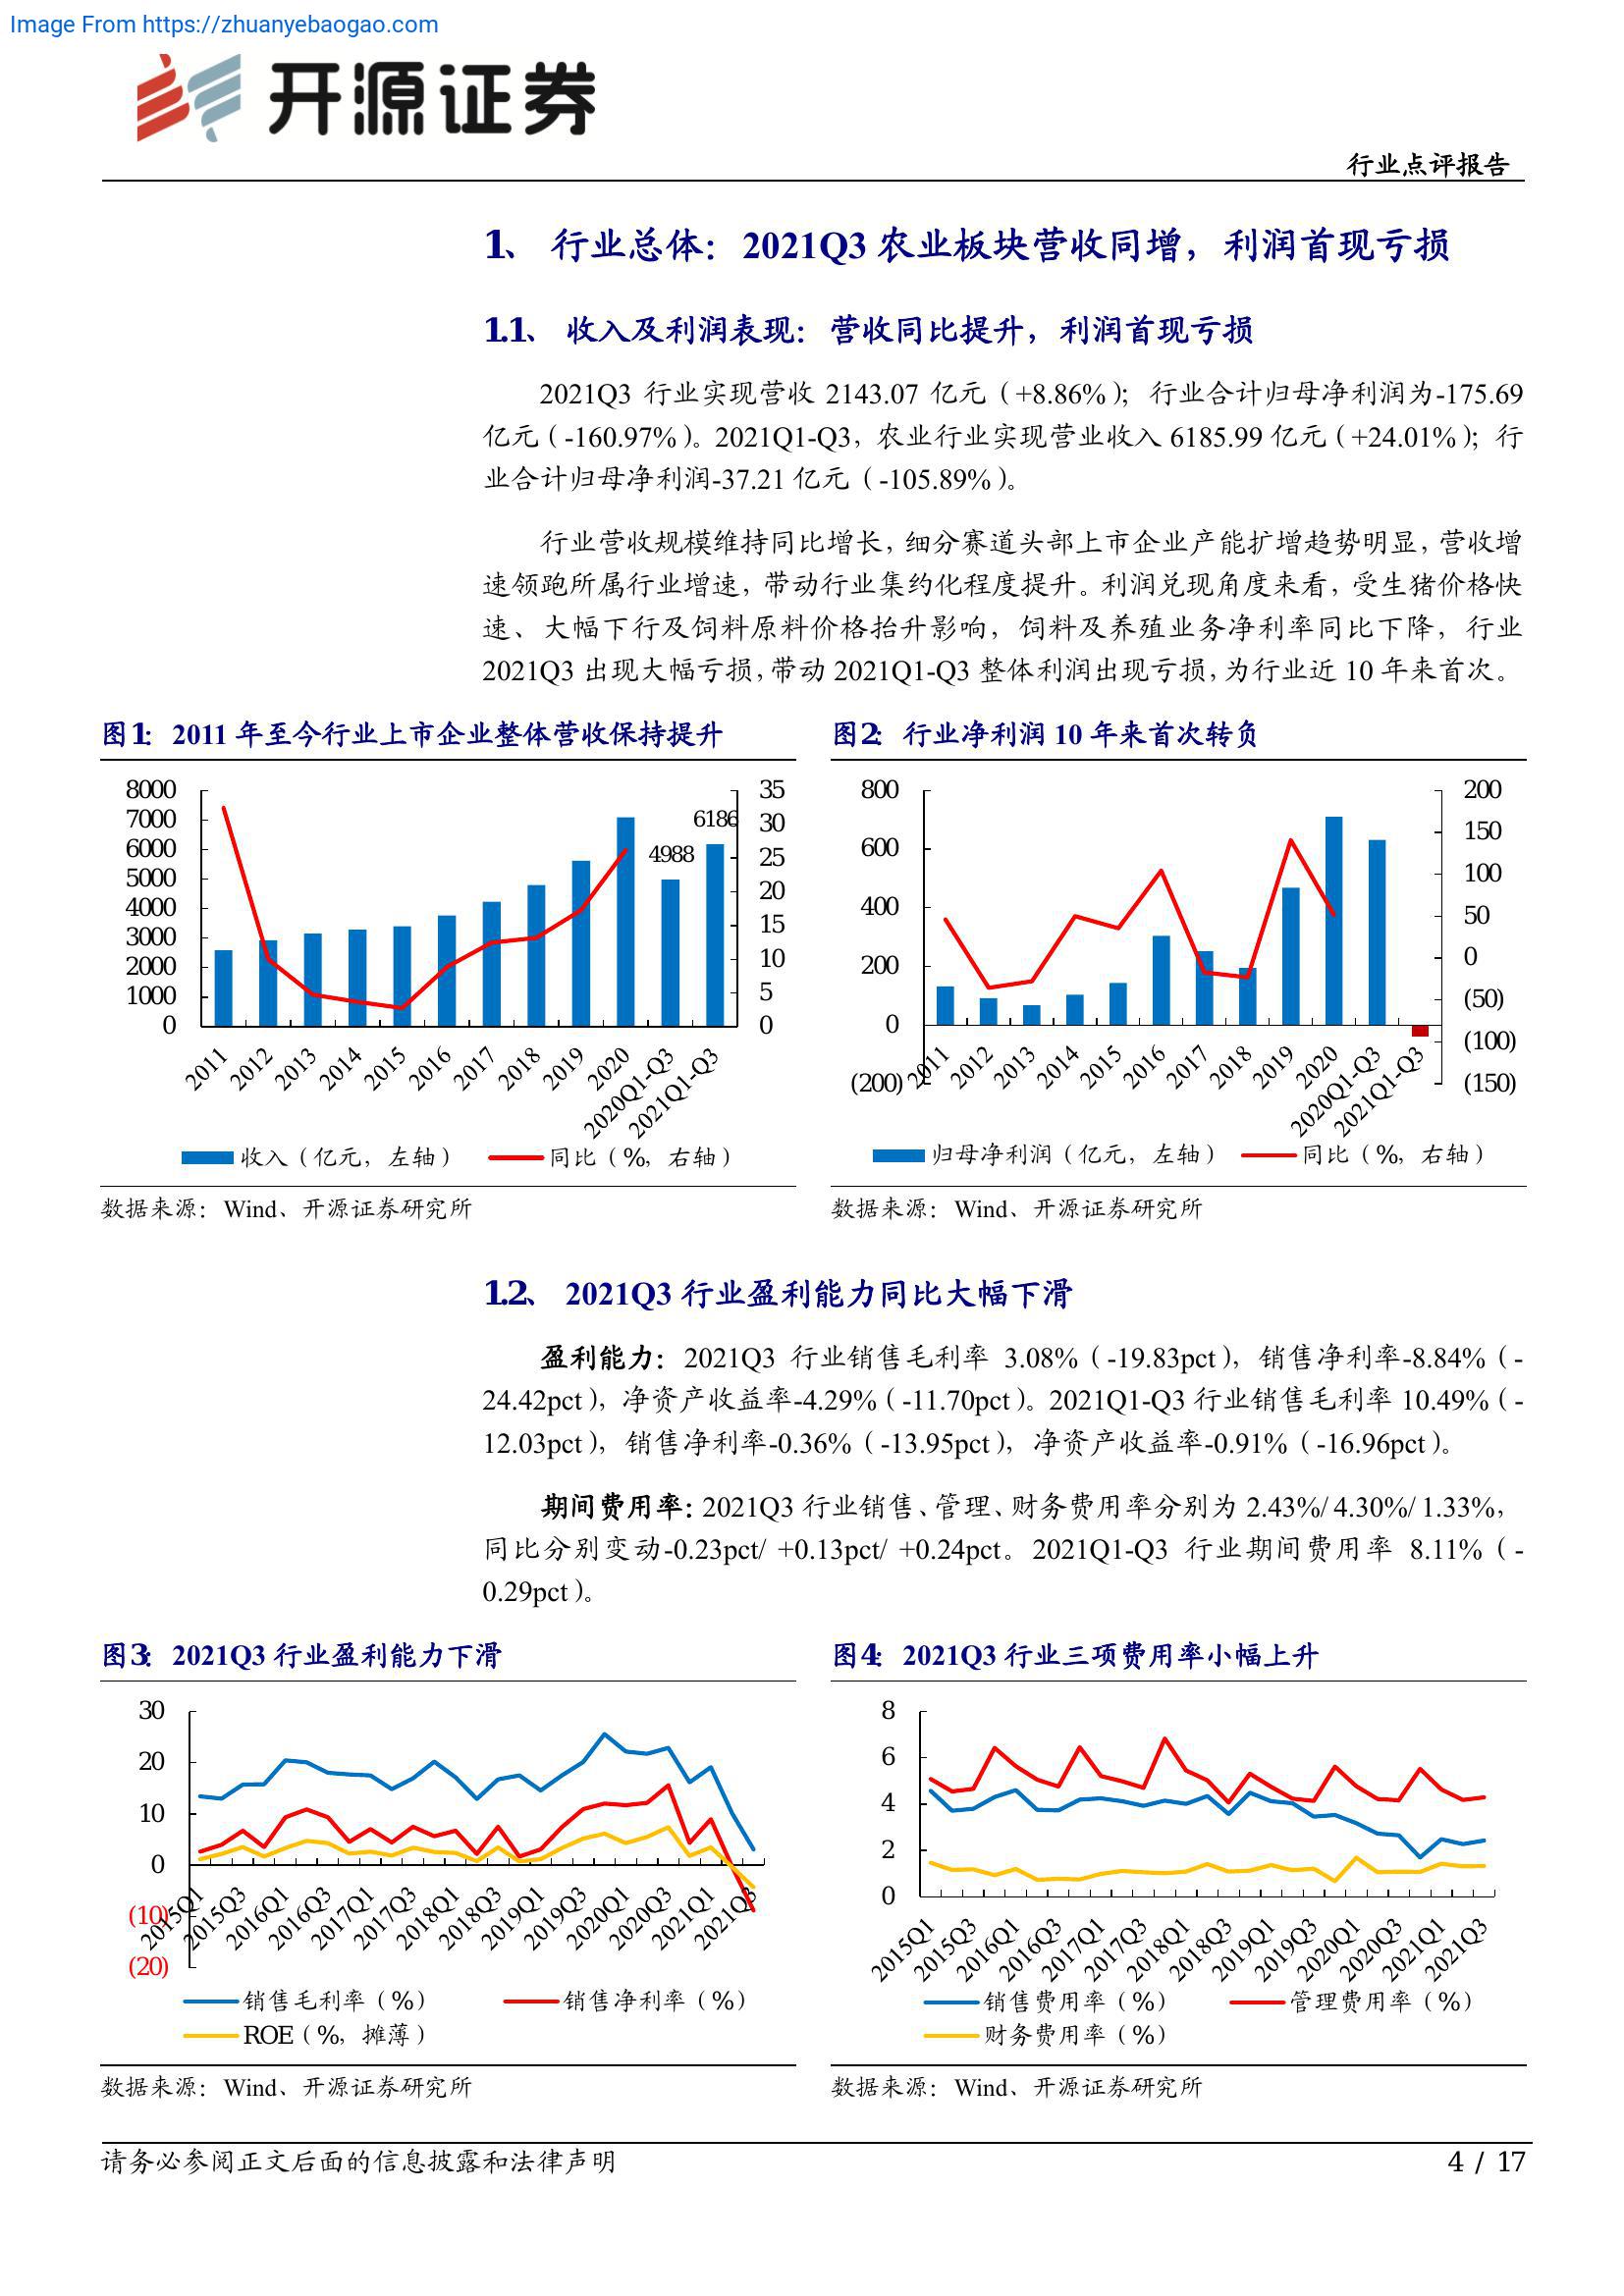 Image From https://zhuanyebaogao.com
开源证券
行业点评报告
1、 行业总体：2021Q3 农业板块营收同增，利润首现亏损
1.1、 收入及利润表现：营收同比提升，利润首现亏损
2021Q3 行业实现营收 2143.07 亿元（+8.86%）；行业合计归母净利润为-175.69
亿元（-160.97%）。2021Q1-Q3，农业行业实现营业收入 6185.99 亿元（+24.01%）；行
业合计归母净利润-37.21 亿元（-105.89%）。
行业营收规模维持同比增长，细分赛道头部上市企业产能扩增趋势明显，营收增
速领跑所属行业增速，带动行业集约化程度提升。利润兑现角度来看，受生猪价格快
速、大幅下行及饲料原料价格抬升影响，饲料及养殖业务净利率同比下降，行业
2021Q3 出现大幅亏损，带动 2021Q1-Q3 整体利润出现亏损，为行业近 10 年来首次。
图1： 2011 年至今行业上市企业整体营收保持提升
8000
7000
6000
5000
4000
3000
2000
1000
0
35
30
25
20
15
10
5
0
4988
6186
2011
2012
2013
2014
2015
2016
2017
2018
2019
2020
2020Q1-Q3
2021Q1-Q3
收入（亿元，左轴）
同比（%，右轴）
数据来源：Wind、开源证券研究所
图2： 行业净利润 10 年来首次转负
800
600
400
200
0
(200)
200
150
100
50
0
(50)
(100)
(150)
2011
2012
2013
2014
2015
2016
2017
2018
2019
2020
2020Q1-Q3
2021Q1-Q3
归母净利润（亿元，左轴）
同比（%，右轴）
数据来源：Wind、开源证券研究所
1.2、 2021Q3 行业盈利能力同比大幅下滑
盈利能力：2021Q3 行业销售毛利率 3.08%（-19.83pct），销售净利率-8.84%（-
24.42pct），净资产收益率-4.29%（-11.70pct）。2021Q1-Q3 行业销售毛利率 10.49%（-
12.03pct），销售净利率-0.36%（-13.95pct），净资产收益率-0.91%（-16.96pct）。
期间费用率：2021Q3 行业销售、管理、财务费用率分别为 2.43%/ 4.30%/ 1.33%，
同比分别变动-0.23pct/ +0.13pct/ +0.24pct。2021Q1-Q3 行业期间费用率 8.11%（-
0.29pct）。
图3： 2021Q3 行业盈利能力下滑
30
20
10
0
(10)
(20)
2015Q1
2015Q3
2016Q1
2016Q3
2017Q1
2017Q3
2018Q1
2018Q3
2019Q1
2019Q3
2020Q1
2020Q3
2021Q1
2021Q3
销售毛利率（%）
销售净利率（%）
ROE（%，摊薄）
数据来源：Wind、开源证券研究所
图4： 2021Q3 行业三项费用率小幅上升
8
6
4
2
0
2015Q1
2015Q3
2016Q1
2016Q3
2017Q1
2017Q3
2018Q1
2018Q3
2019Q1
2019Q3
2020Q1
2020Q3
2021Q1
2021Q3
销售费用率（%）
管理费用率（%）
财务费用率（%）
数据来源：Wind、开源证券研究所
请务必参阅正文后面的信息披露和法律声明
4 / 17